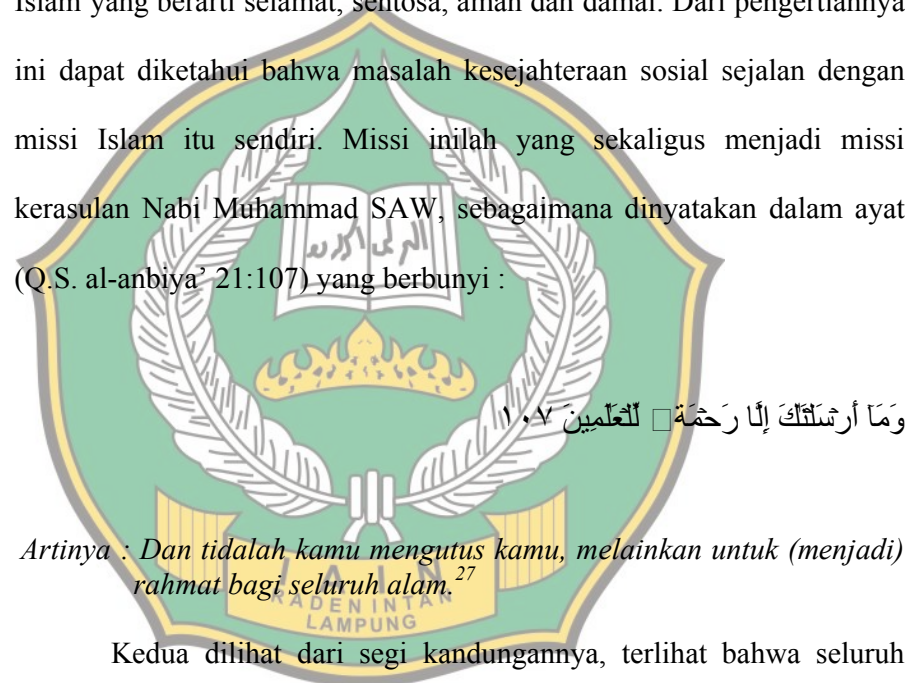 Islam yang berarti selamat, sentosa, aman dan damai. Dari pengertiannya
ini dapat diketahui bahwa masalah kesejahteraan sosial sejalan dengan
missi Islam itu sendiri. Missi inilah yang sekaligus menjadi missi
kerasulan Nabi Muhammad SAW, sebagaimana dinyatakan dalam ayat
(Q.S. al-anbiya’ 21:107) yang berbunyi :
وَمَآ أَرۡسَلۡنَٰكَ إِلَّا رَحۡمَة□ لِّلۡعَٰلَمِينَ ١٠٧
Artinya : Dan tidalah kamu mengutus kamu, melainkan untuk (menjadi)
rahmat bagi seluruh alam.27
I A I N
RADEN INTAN
LAMPUNG
Kedua dilihat dari segi kandungannya, terlihat bahwa seluruh